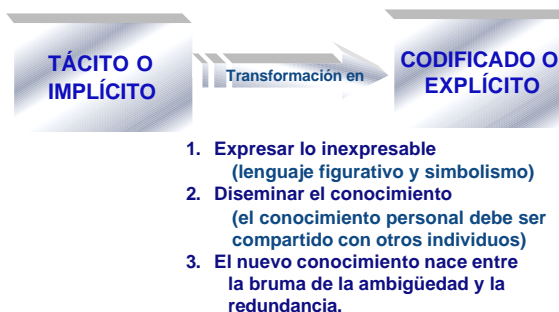 TÁCITO O
IMPLÍCITO
Transformación en
CODIFICADO O
EXPLÍCITO
1. Expresar lo inexpresable
(lenguaje figurativo y simbolismo)
2. Diseminar el conocimiento
(el conocimiento personal debe ser
compartido con otros individuos)
3. El nuevo conocimiento nace entre
la bruma de la ambigüedad y la
redundancia.